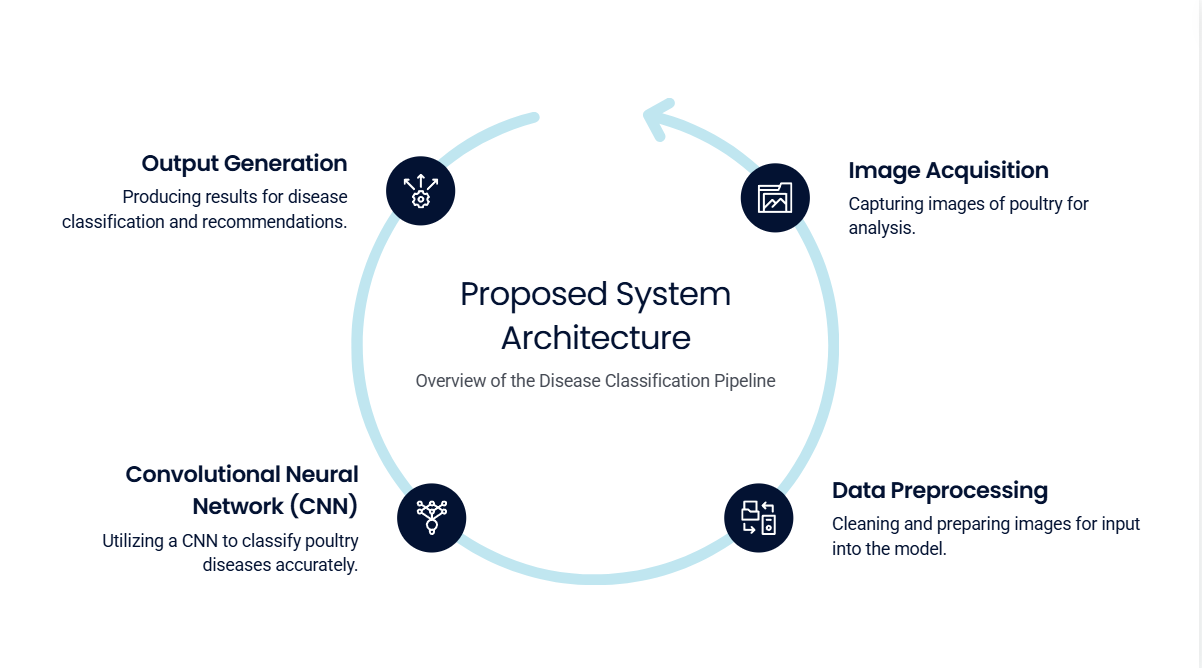 Output Generation
Producing results for disease
classification and recommendations.
Image Acquisition
Capturing images of poultry for
analysis.
Proposed System
Architecture
Overview of the Disease Classification Pipeline
Convolutional Neural
Network (CNN)
Utilizing a CNN to classify poultry
diseases accurately.
Data Preprocessing
Cleaning and preparing images for input
into the model.